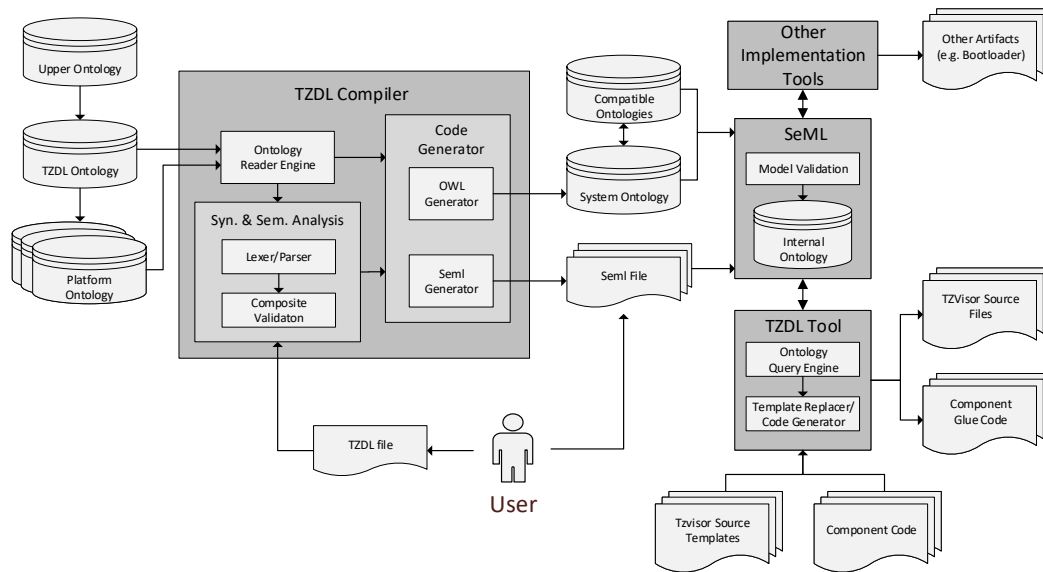 Upper Ontology
TZDL Ontology
Platform
Ontology
TZDL Compiler
Ontology
Reader Engine
Syn. & Sem. Analysis
Lexer/Parser
Composite
Validaton
Code
Generator
OWL
Generator
Seml
Generator
Compatible
Ontologies
System Ontology
Seml File
Other
Implementation
Tools
Other Artifacts
(e.g. Bootloader)
SeML
Model Validation
Internal
Ontology
TZDL Tool
Ontology
Query Engine
Template Replacer/
Code Generator
TZVisor Source
Files
Component
Glue Code
TZDL file
User
Tzvisor Source
Templates
Component Code